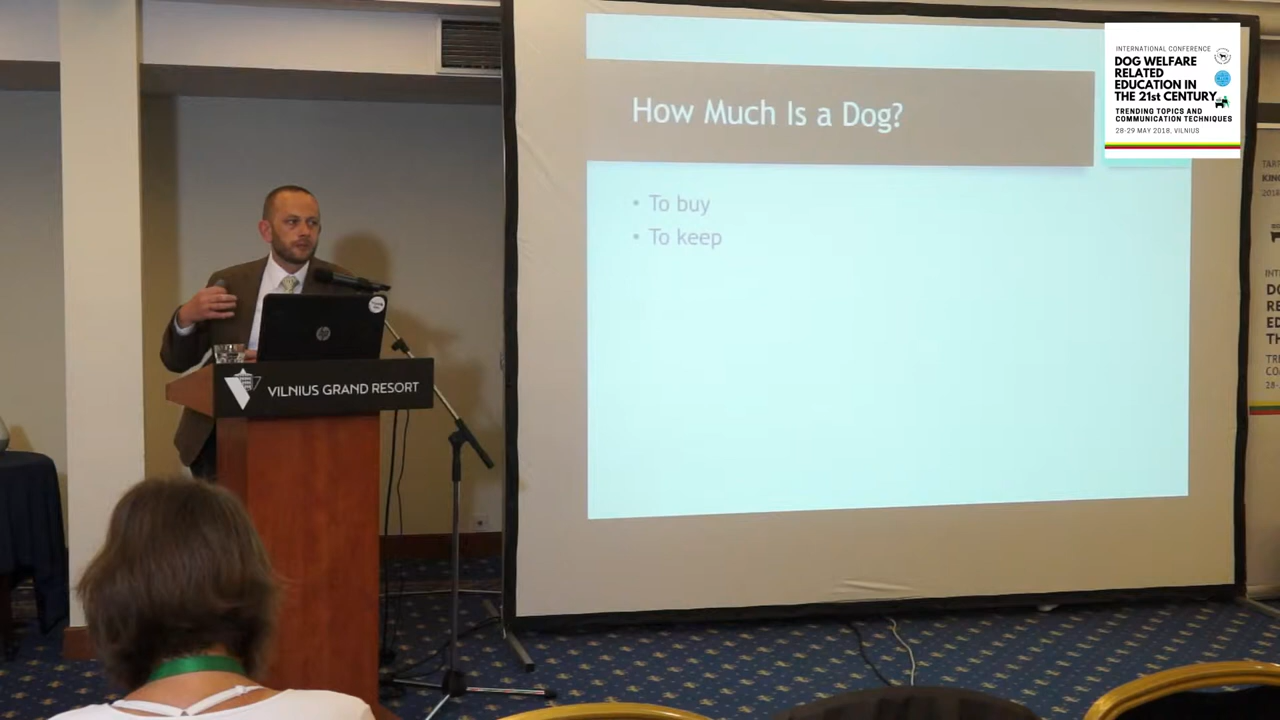 How Much Is a Dog?
• To buy
• To keep
INTERNATIONAL CONFERENCE
DOG WELFARE
RELATED
EDUCATION IN
THE 21st CENTURY
TRENDING TOPICS AND
COMMUNICATION TECHNIQUES
28-29 MAY 2018, VILNIUS
VILNIUS GRAND RESORT
hp